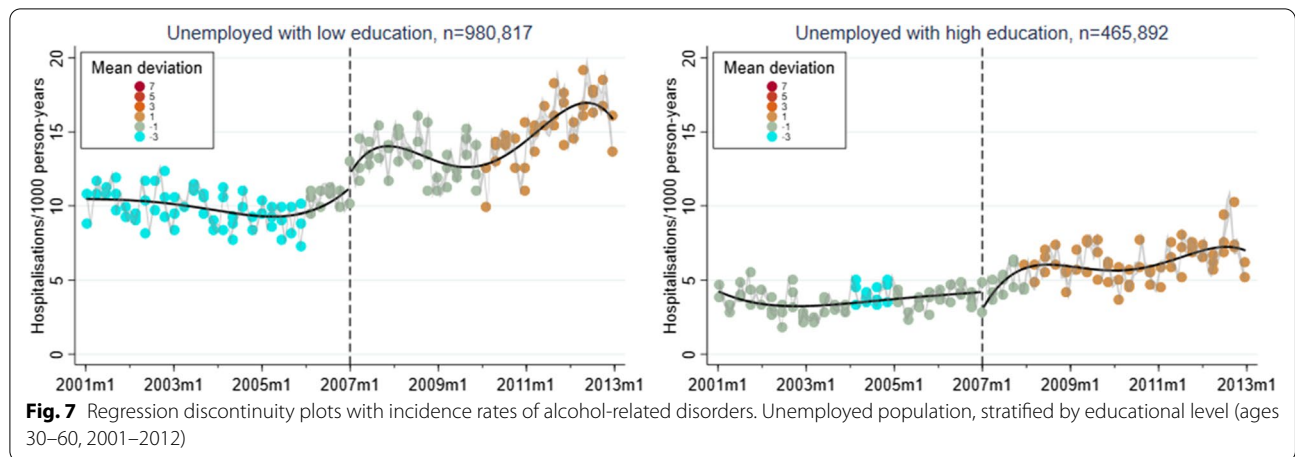 Unemployed with low education, n=980,817
Mean deviation
7
5
3
1
-1
-3
Hospitalisations/1000 person-years
20
15
10
5
0
2001m1 2003m1 2005m1 2007m1 2009m1 2011m1 2013m1
Unemployed with high education, n=465,892
Mean deviation
7
5
3
1
-1
-3
Hospitalisations/1000 person-years
20
15
10
5
0
2001m1 2003m1 2005m1 2007m1 2009m1 2011m1 2013m1
Fig. 7 Regression discontinuity plots with incidence rates of alcohol-related disorders. Unemployed population, stratified by educational level (ages
30–60, 2001–2012)